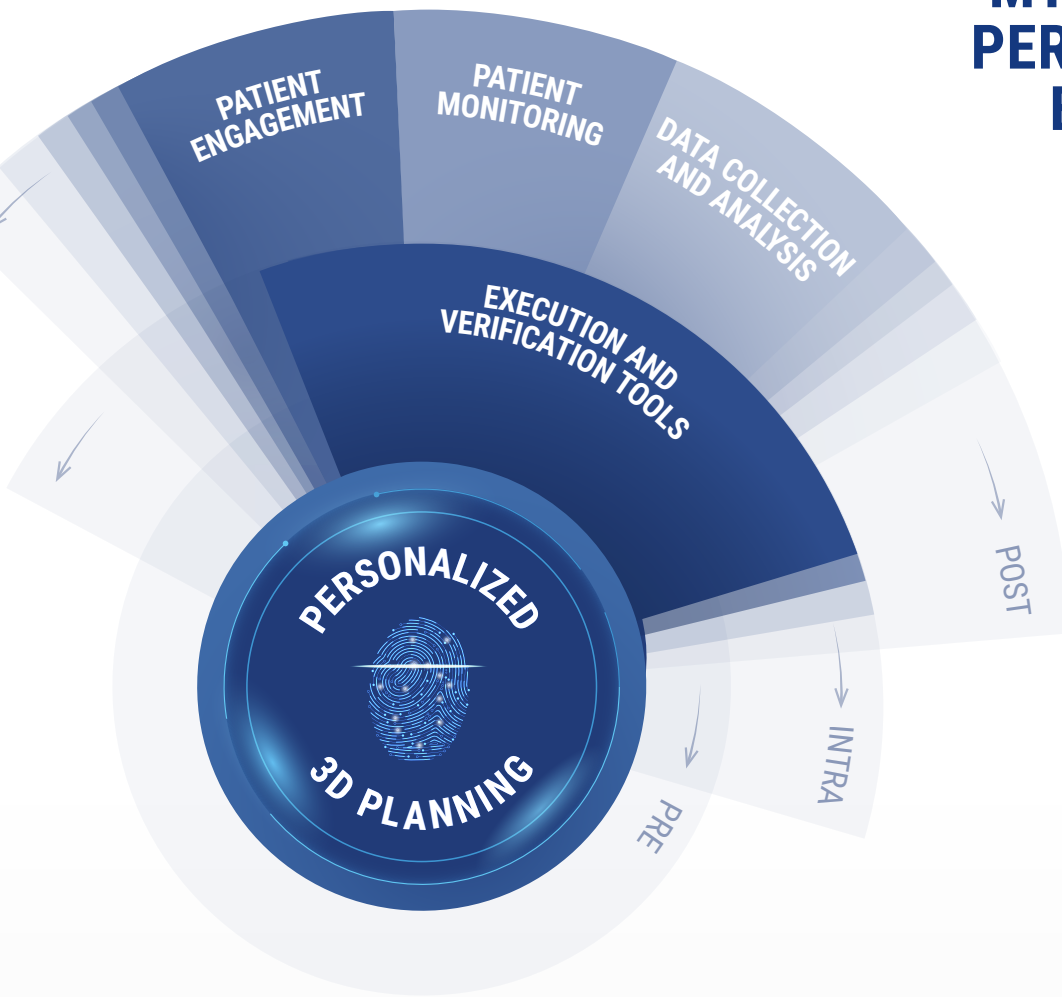 PATIENT
ENGAGEMENT
PATIENT
MONITORING
DATA COLLECTION
AND ANALYSIS
EXECUTION AND
VERIFICATION TOOLS
PERSONALIZED
3D PLANNING
POST
INTRA
PRE